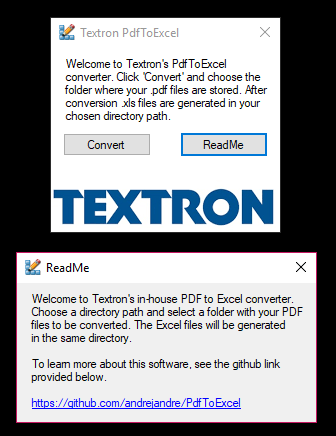 Textron PdfToExcel
Welcome to Textron's PdfToExcel
converter. Click 'Convert' and choose the
folder where your .pdf files are stored. After
conversion .xls files are generated in your
chosen directory path.
Convert
ReadMe
TEXTRON
ReadMe
Welcome to Textron's in-house PDF to Excel converter.
Choose a directory path and select a folder with your PDF
files to be converted. The Excel files will be generated
in the same directory.
To learn more about this software, see the github link
provided below.
https://github.com/andrejandre/PdfToExcel